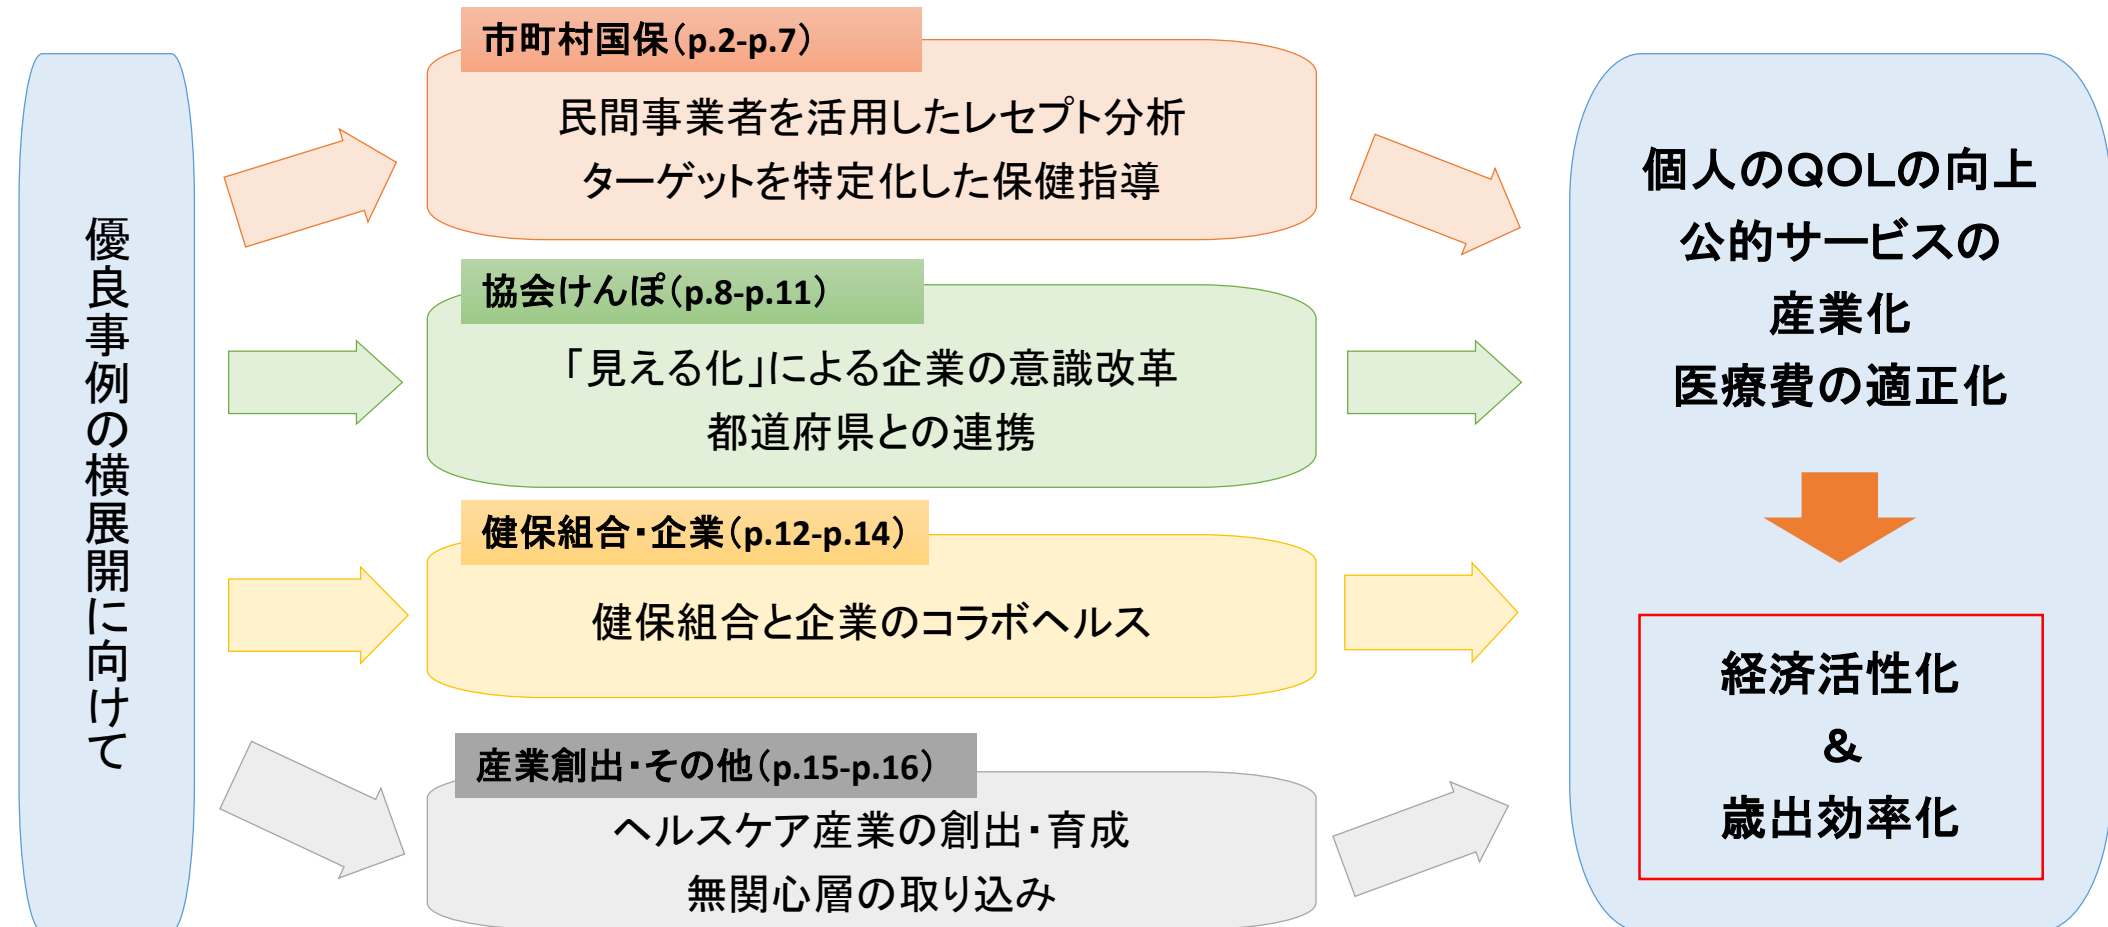 優良事例の横展開に向けて
市町村国保（p.2-p.7）
民間事業者を活用したレセプト分析
ターゲットを特定化した保健指導
協会けんぽ（p.8-p.11）
「見える化」による企業の意識改革
都道府県との連携
健保組合・企業（p.12-p.14）
健保組合と企業のコラボヘルス
産業創出・その他（p.15-p.16）
ヘルスケア産業の創出・育成
無関心層の取り込み
個人のＱＯＬの向上
公的サービスの
産業化
医療費の適正化
経済活性化
＆
歳出効率化